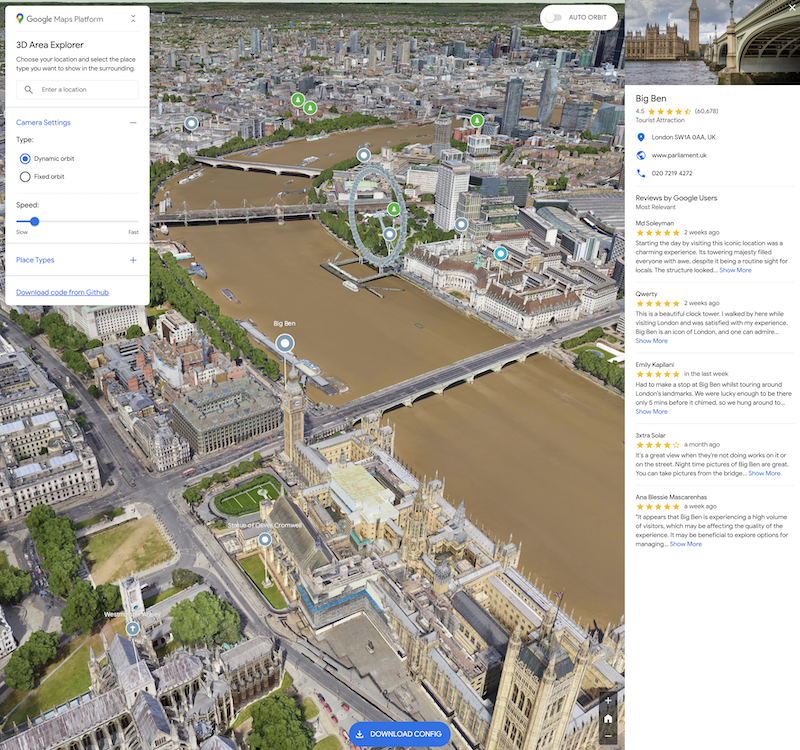 Google Maps Platform
3D Area Explorer
Choose your location and select the place
type you want to show in the surrounding.
Enter a location
Camera Settings
Type:
Dynamic orbit
Fixed orbit
Speed:
Slow
Fast
Place Types
Download code from Github
AUTO ORBIT
Big Ben
Statue of Oliver Cromwell
DOWNLOAD CONFIG
Big Ben
4.5
(60,678)
Tourist Attraction
London SW1A 0AA, UK
www.parliament.uk
020 7219 4272
Reviews by Google Users
Most Relevant
Md Soleyman
2 weeks ago
Starting the day by visiting this iconic location was a
charming experience. Its towering majesty filled
everyone with awe, despite it being a routine sight for
locals. The structure looked... Show More
Qwerty
2 weeks ago
This is a beautiful clock tower. I walked by here while
visiting London and was satisfied with my experience.
Big Ben is an icon of London, and one can admire...
Show More
Emily Kapllani
in the last week
Had to make a stop at Big Ben whilst touring around
London's landmarks. We were lucky enough to be there
only 5 mins before it chimed, so we hung around to...
Show More
3xtra Solar
a month ago
It's a great view when they're not doing works on it or
on the street. Night time pictures of Big Ben are great.
You can take pictures from the bridge... Show More
Ana Blessie Mascarenhas
a week ago
"It appears that Big Ben is experiencing a high volume
of visitors, which may be affecting the quality of the
experience. It may be beneficial to explore options for
managing... Show More